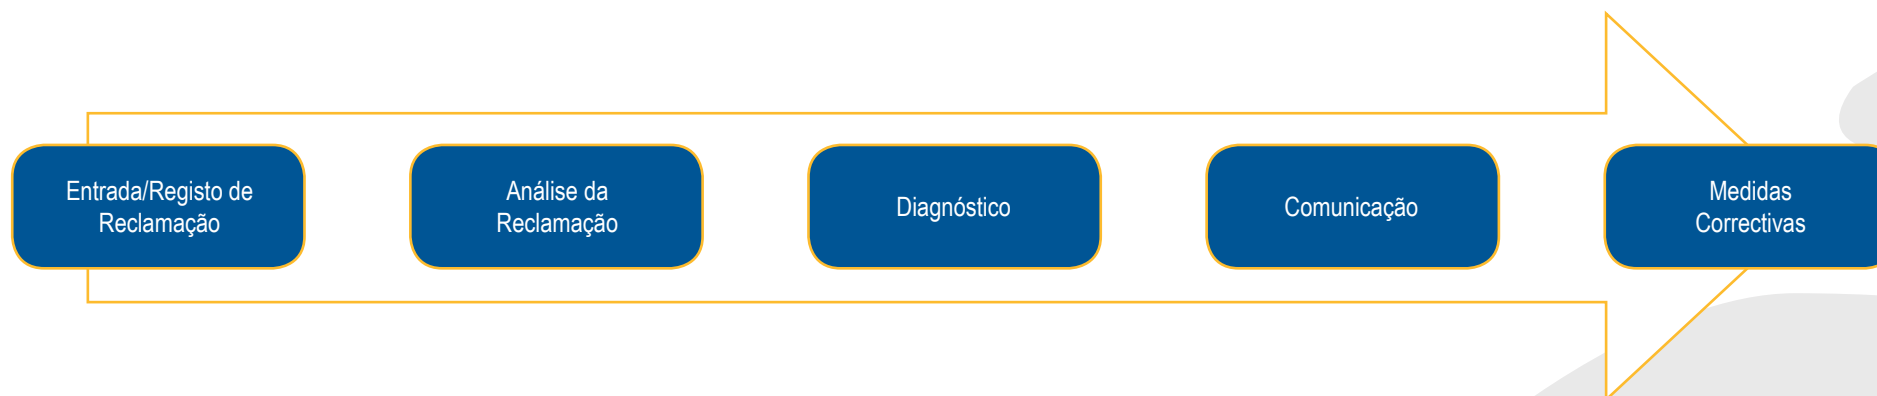 Entrada/Registo de
Reclamação
Análise da
Reclamação
Diagnóstico
Comunicação
Medidas
Correctivas